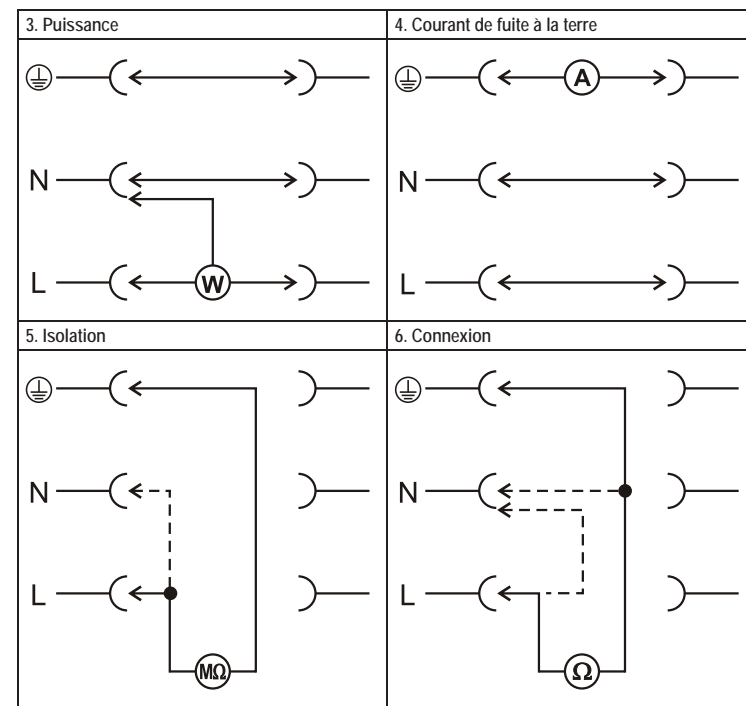 3. Puissance
4. Courant de fuite à la terre
A
N
N
L
W
L
5. Isolation
6. Connexion
N
N
L
L
MΩ
Ω